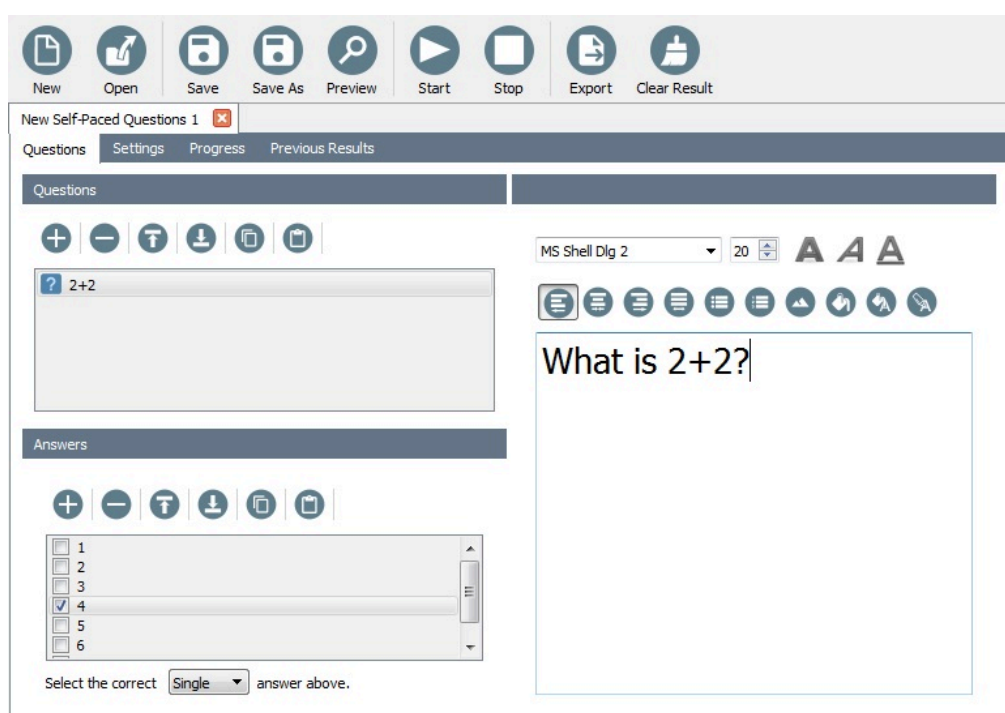 New Open Save Save As Preview Start Stop Export Clear Result
New Self-Paced Questions 1
Questions Settings Progress Previous Results
Questions
2+2
Answers
1
2
3
4
5
6
Select the correct Single answer above.
MS Shell Dlg 2 20 A A A
What is 2+2?